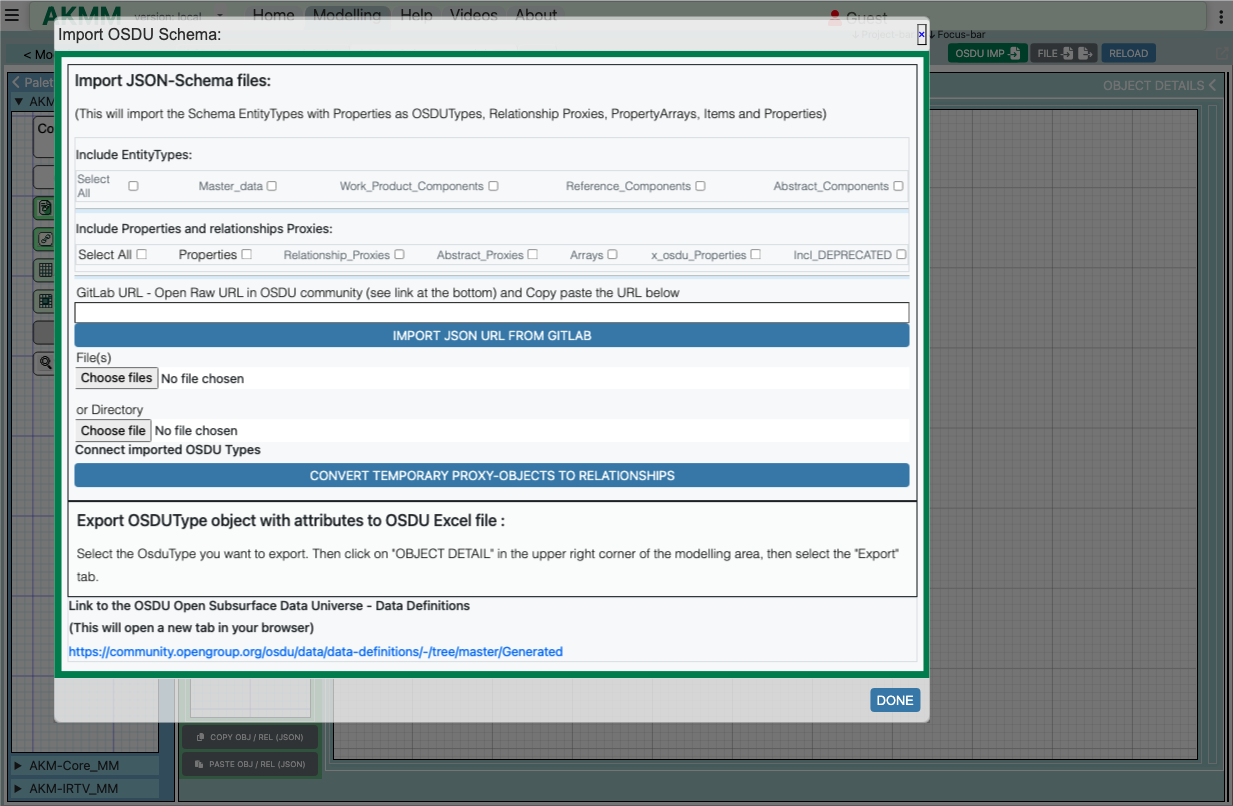 AKMM version: local Home Modelling Help Videos About Guest
Import OSDU Schema: x
↓ Project-bar ↓ Focus-bar
< Mo
OSDU IMP FILE RELOAD
Import JSON-Schema files:
Palet
OBJECT DETAILS
AKM
(This will import the Schema EntityTypes with Properties as OSDUTypes, Relationship Proxies, PropertyArrays, Items and Properties)
Co
Include EntityTypes:
Select All
Master_data
Work_Product_Components
Reference_Components
Abstract_Components
Include Properties and relationships Proxies:
Select All Properties Relationship_Proxies Abstract_Proxies Arrays x_osdu_Properties Incl_DEPRECATED
GitLab URL - Open Raw URL in OSDU community (see link at the bottom) and Copy paste the URL below
IMPORT JSON URL FROM GITLAB
File(s)
Choose files No file chosen
or Directory
Choose file No file chosen
Connect imported OSDU Types
CONVERT TEMPORARY PROXY-OBJECTS TO RELATIONSHIPS
Export OSDUType object with attributes to OSDU Excel file :
Select the OsduType you want to export. Then click on "OBJECT DETAIL" in the upper right corner of the modelling area, then select the "Export"
tab.
Link to the OSDU Open Subsurface Data Universe - Data Definitions
(This will open a new tab in your browser)
https://community.opengroup.org/osdu/data/data-definitions/-/tree/master/Generated
DONE
COPY OBJ / REL (JSON)
PASTE OBJ / REL (JSON)
AKM-Core_MM
AKM-IRTV_MM